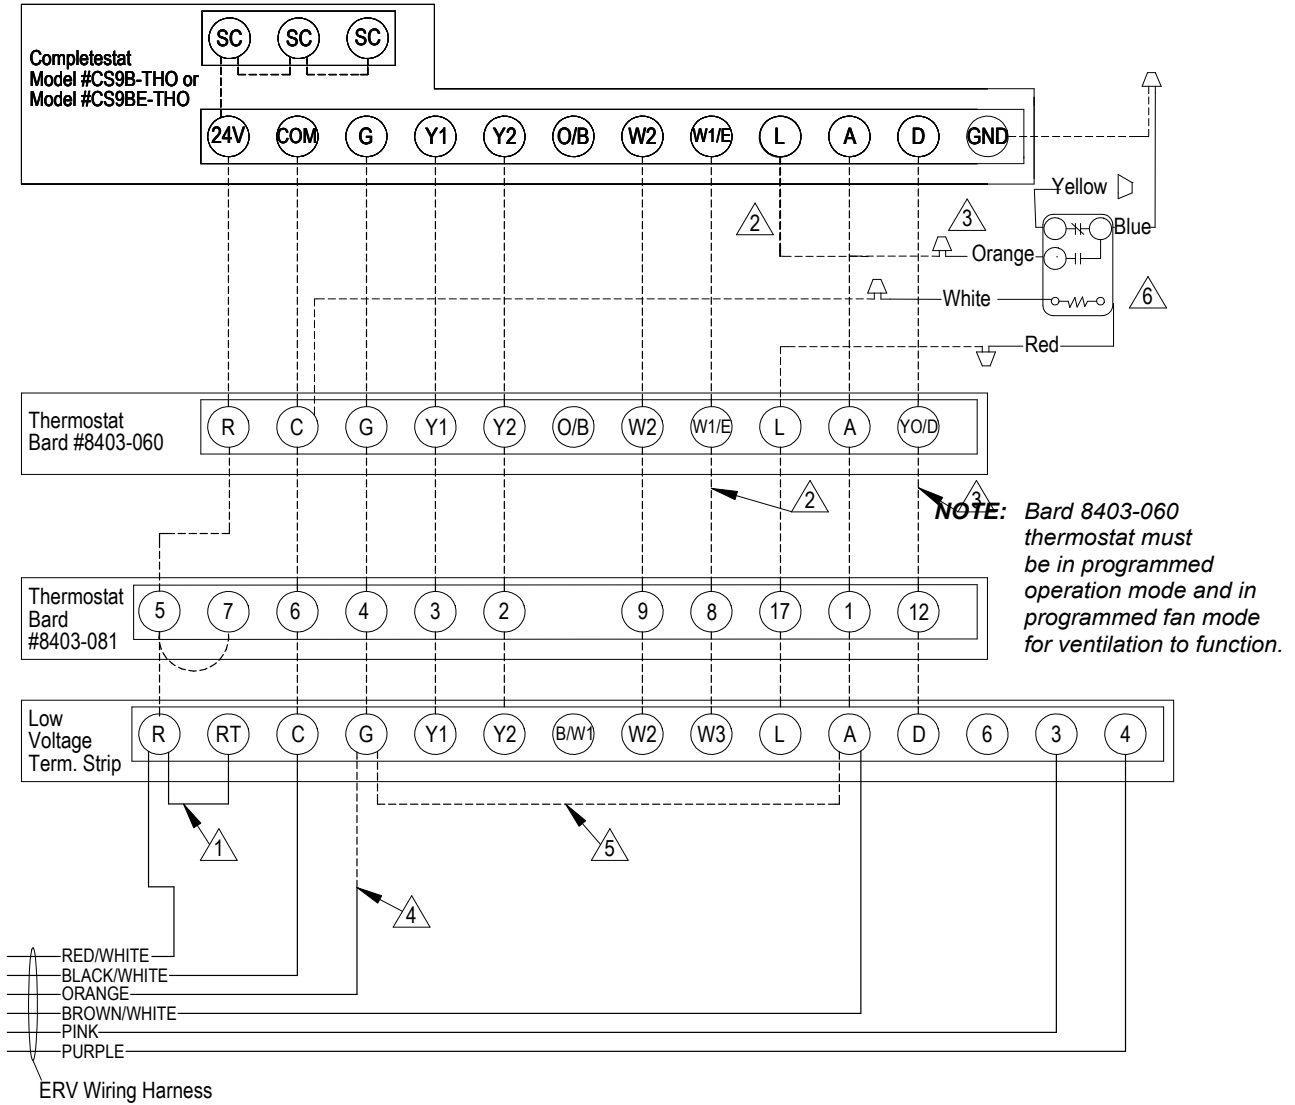 SC SC SC
Completestat
Model #CS9B-THO or
Model #CS9BE-THO
24V COM G Y1 Y2 O/B W2 W1/E L A D GND
Yellow
2 3
Blue
Orange
White
6
Red
Thermostat
Bard #8403-060
R C G Y1 Y2 O/B W2 W1/E L A YO/D
2 3
NOTE: Bard 8403-060
thermostat must
be in programmed
operation mode and in
programmed fan mode
for ventilation to function.
Thermostat
Bard
#8403-081
5 7 6 4 3 2 9 8 17 1 12
Low
Voltage
Term. Strip
R RT C G Y1 Y2 B/W1 W2 W3 L A D 6 3 4
1 5
4
RED/WHITE
BLACK/WHITE
ORANGE
BROWN/WHITE
PINK
PURPLE
ERV Wiring Harness